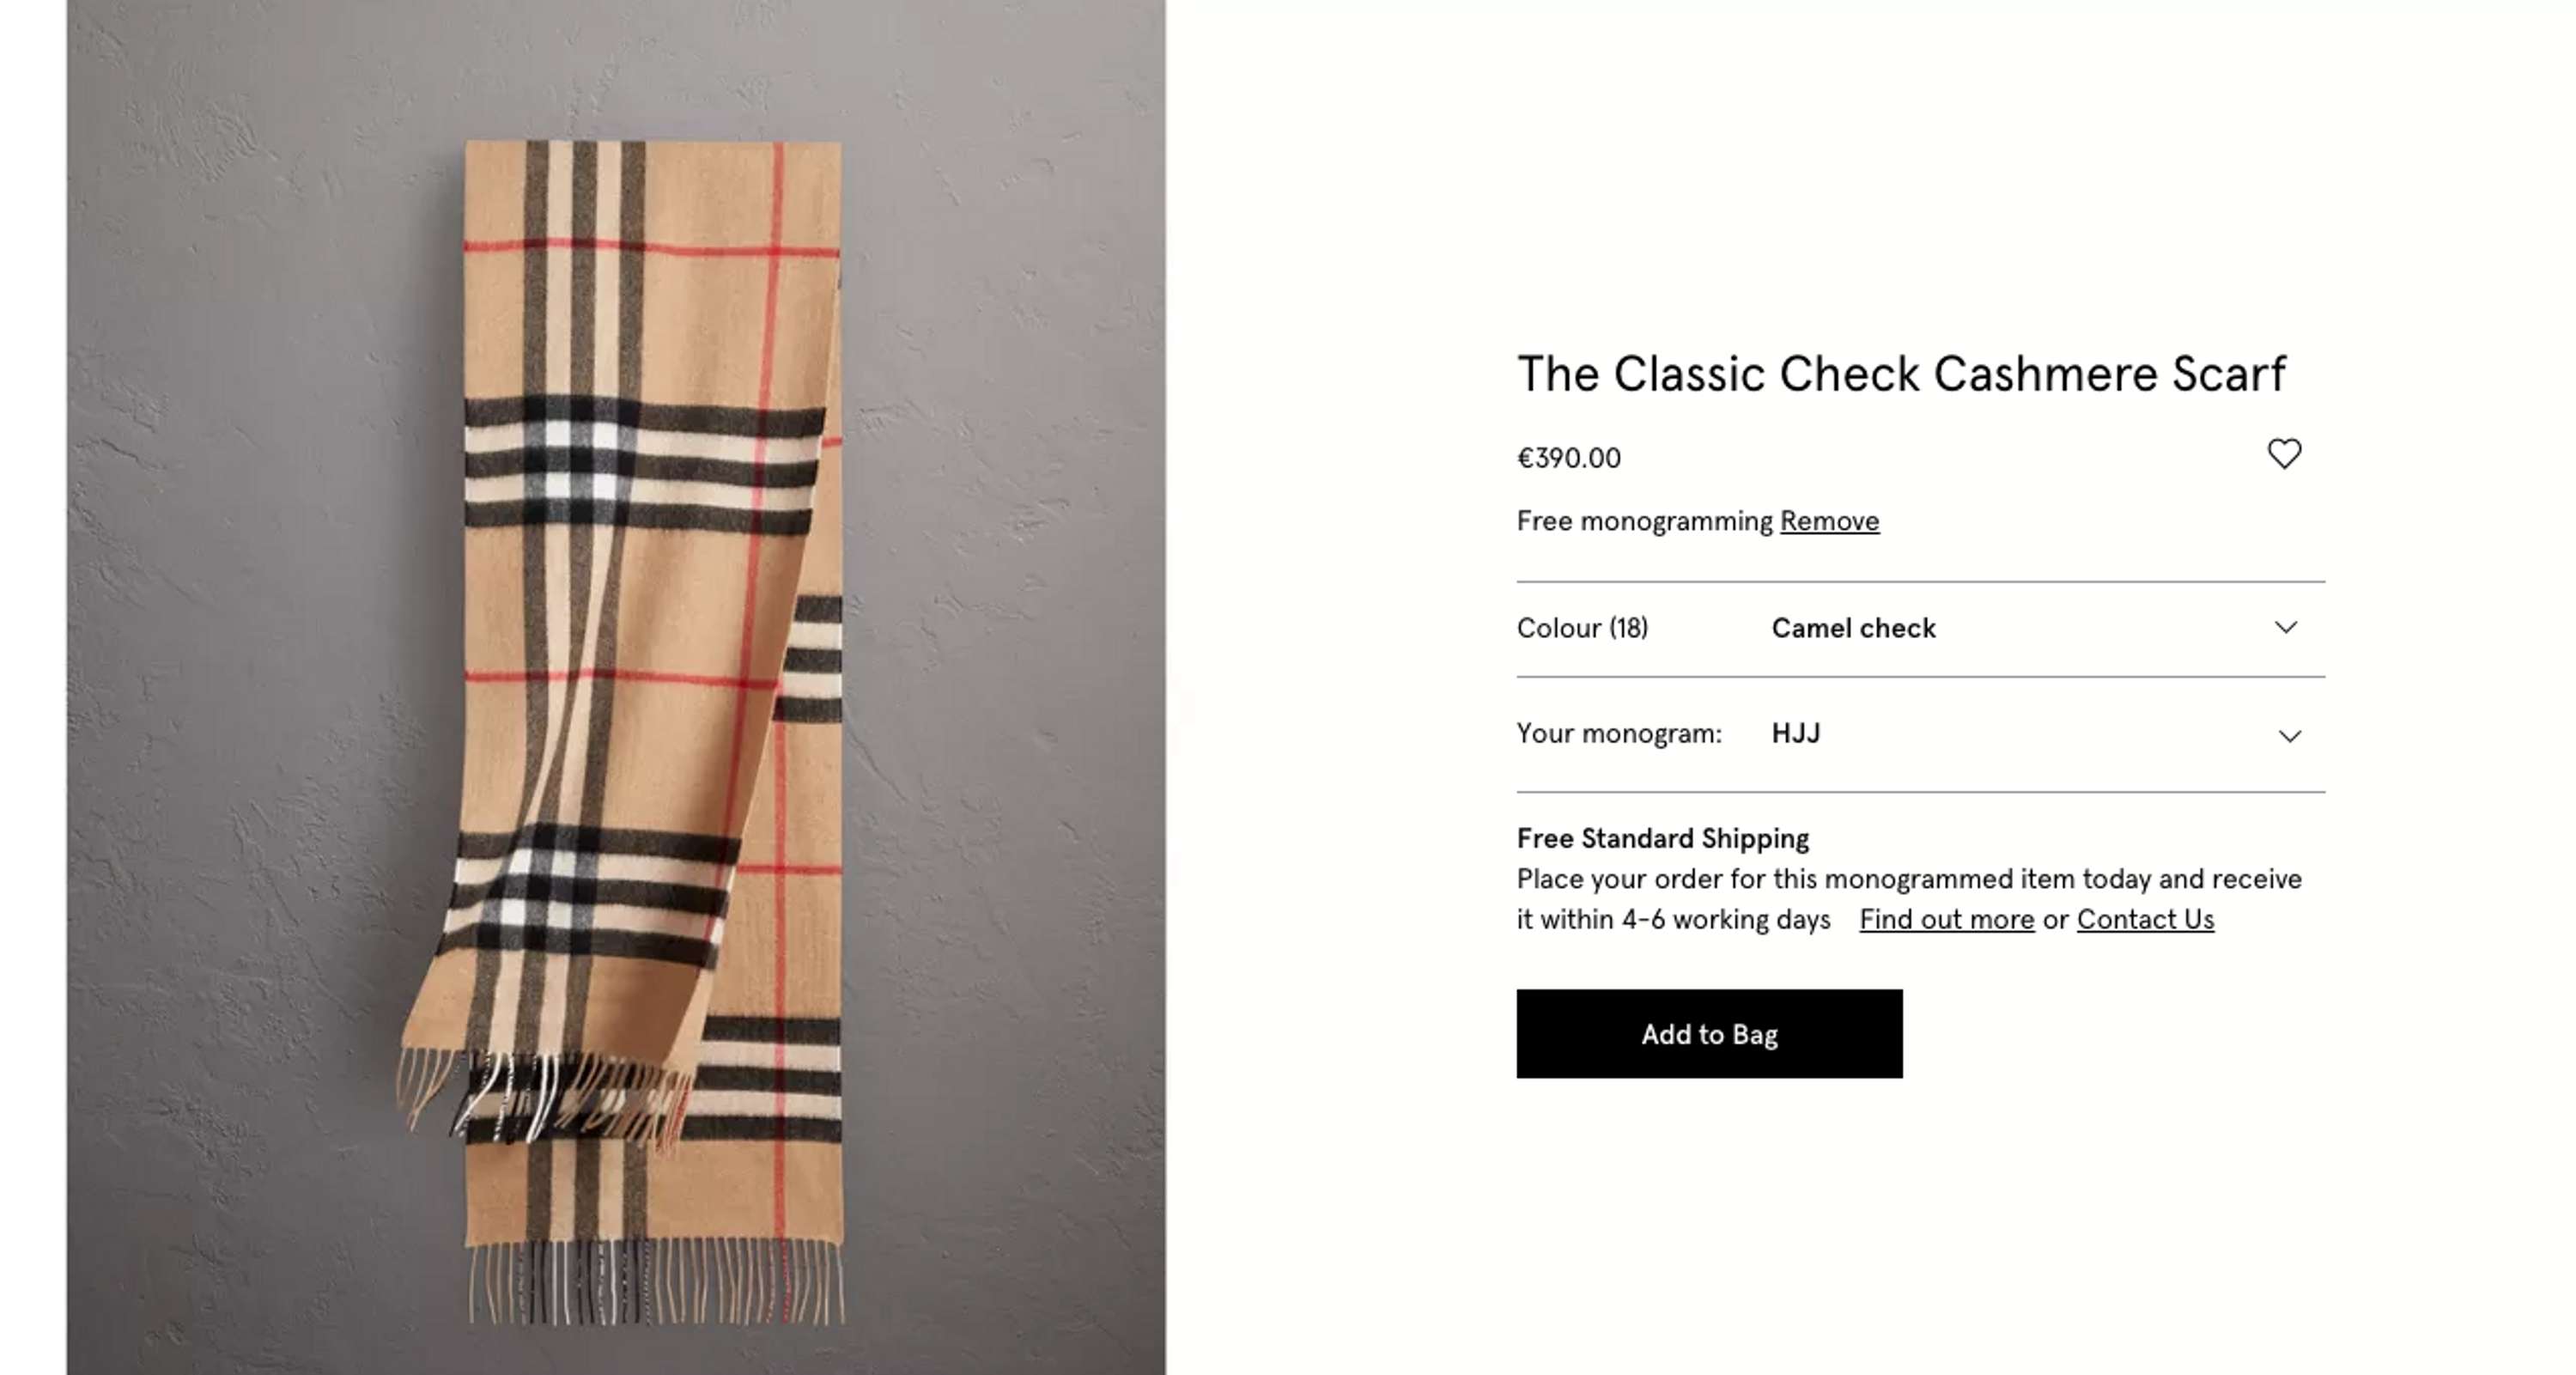 The Classic Check Cashmere Scarf
€390.00
Free monogramming Remove
Colour (18) Camel check
Your monogram: HJJ
Free Standard Shipping
Place your order for this monogrammed item today and receive
it within 4-6 working days Find out more or Contact Us
Add to Bag